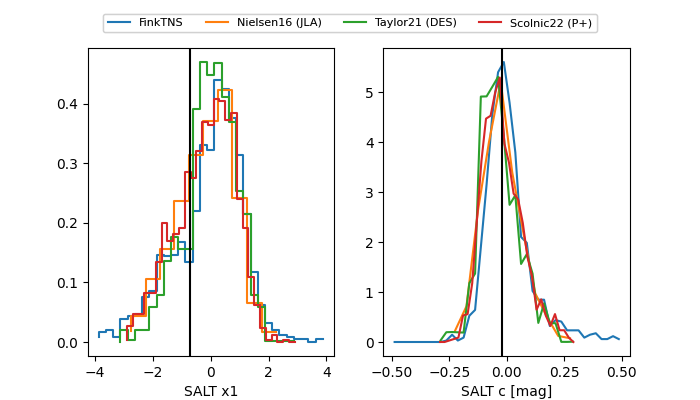 FinkTNS Nielsen16 (JLA) Taylor21 (DES) Scolnic22 (P+)
0.4
0.3
0.2
0.1
0.0
−4 −2 0 2 4
SALT x1
5
4
3
2
1
0
−0.50 −0.25 0.00 0.25 0.50
SALT c [mag]